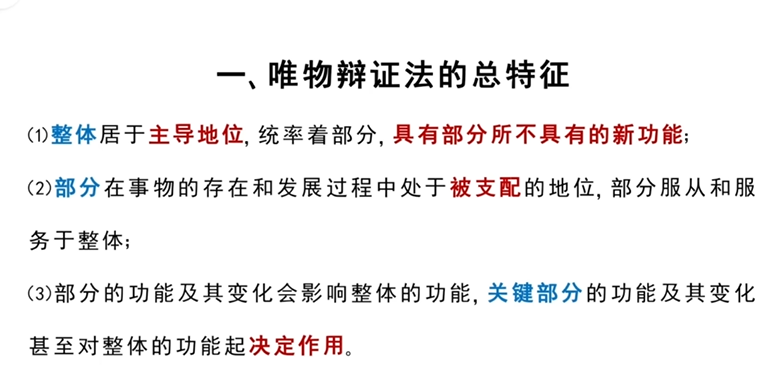 一、唯物辩证法的总特征
⑴整体居于主导地位, 统率着部分, 具有部分所不具有的新功能;
⑵部分在事物的存在和发展过程中处于被支配的地位, 部分服从和服
务于整体;
⑶部分的功能及其变化会影响整体的功能, 关键部分的功能及其变化
甚至对整体的功能起决定作用。